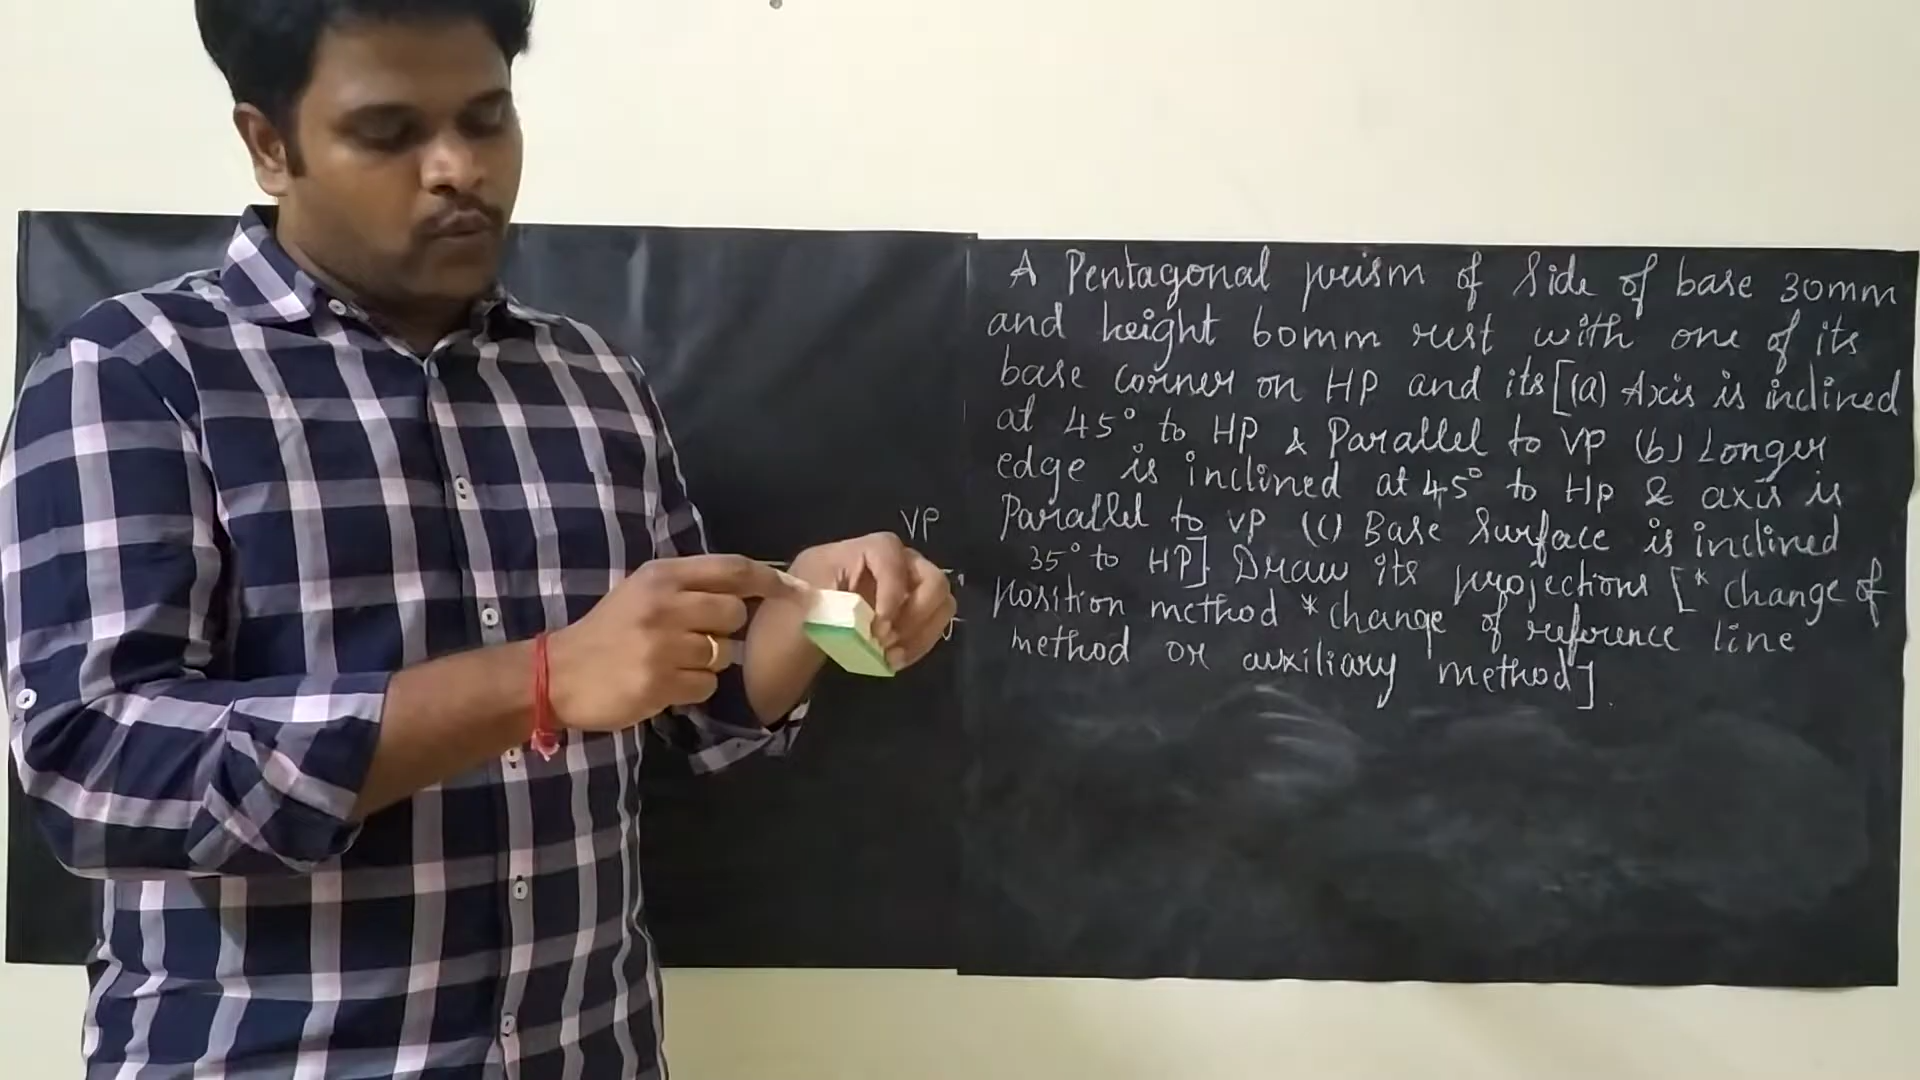 VP
A Pentagonal prism of side of base 30mm
and height 60mm rest with one of its
base corner on HP and its [(a) Axis is inclined
at 45° to HP & Parallel to VP (b) Longer
edge is inclined at 45° to HP & axis is
Parallel to VP (c) Base Surface is inclined
35° to HP]. Draw its projections [* change of
position method * change of reference line
method or auxiliary method].